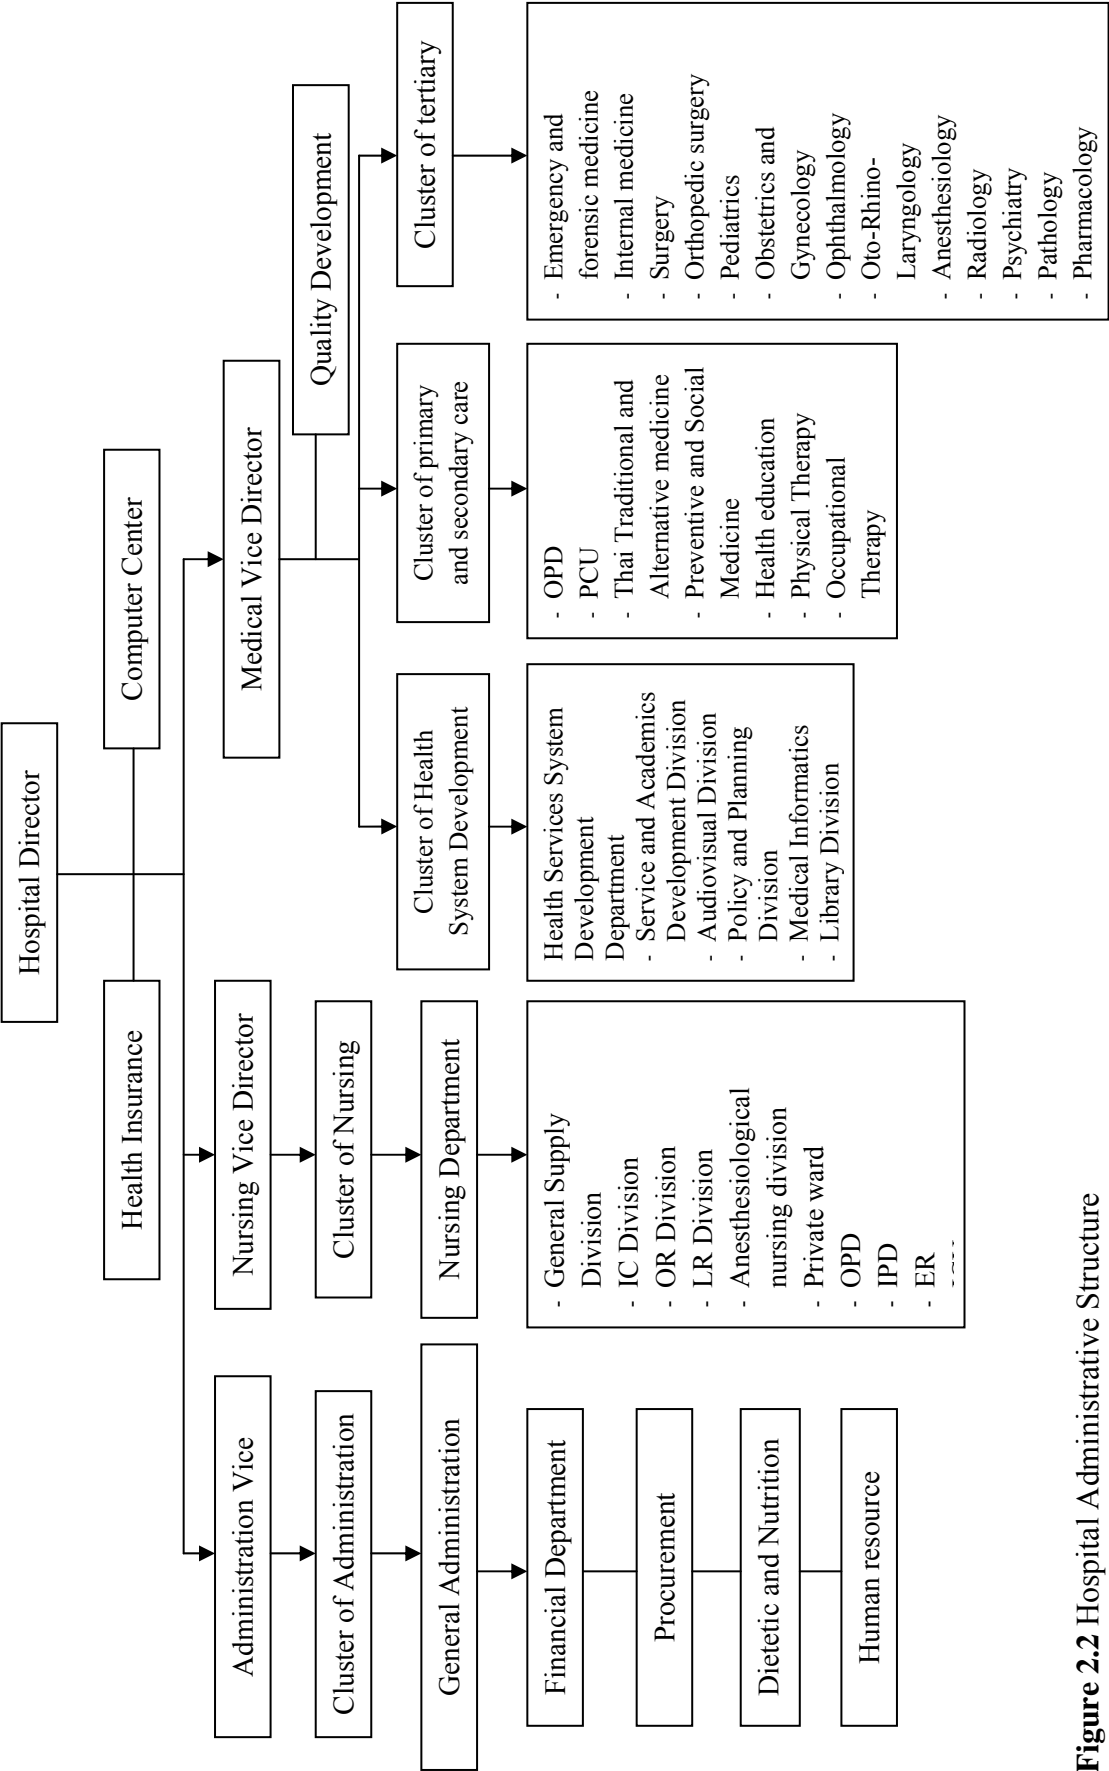 Hospital Director
Health Insurance
Computer Center
Administration Vice
Nursing Vice Director
Medical Vice Director
Quality Development
Cluster of Administration
Cluster of Nursing
General Administration
Nursing Department
Cluster of Health
System Development
Cluster of primary
and secondary care
Cluster of tertiary
Financial Department
Procurement
Dietetic and Nutrition
Human resource
- General Supply
Division
- IC Division
- OR Division
- LR Division
- Anesthesiological
nursing division
- Private ward
- OPD
- IPD
- ER
Health Services System
Development
Department
- Service and Academics
Development Division
- Audiovisual Division
- Policy and Planning
Division
- Medical Informatics
- Library Division
- OPD
- PCU
- Thai Traditional and
Alternative medicine
- Preventive and Social
Medicine
- Health education
- Physical Therapy
- Occupational
Therapy
- Emergency and
forensic medicine
- Internal medicine
- Surgery
- Orthopedic surgery
- Pediatrics
- Obstetrics and
Gynecology
- Ophthalmology
- Oto-Rhino-
Laryngology
- Anesthesiology
- Radiology
- Psychiatry
- Pathology
- Pharmacology
Figure 2.2 Hospital Administrative Structure